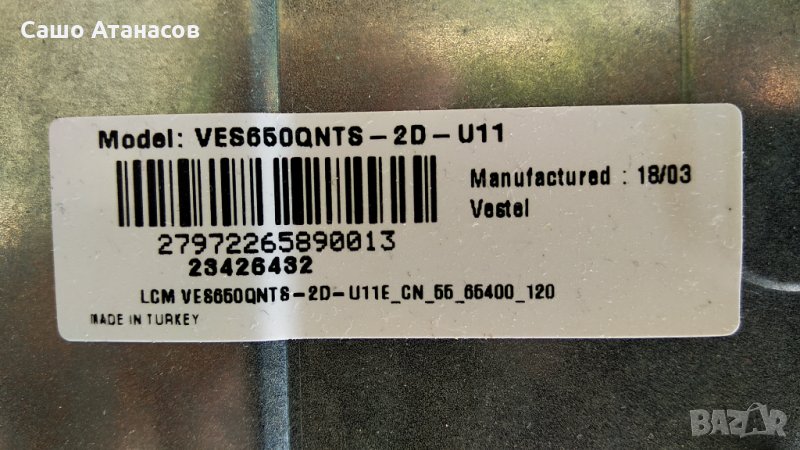 Сашо Атанасов
Model: VES650QNTS-2D-U11
Manufactured : 18/03
Vestel
27972265890013
23426432
LCM VES650QNTS-2D-U11E_CN_55_65400_120
MADE IN TURKEY
BAZAR